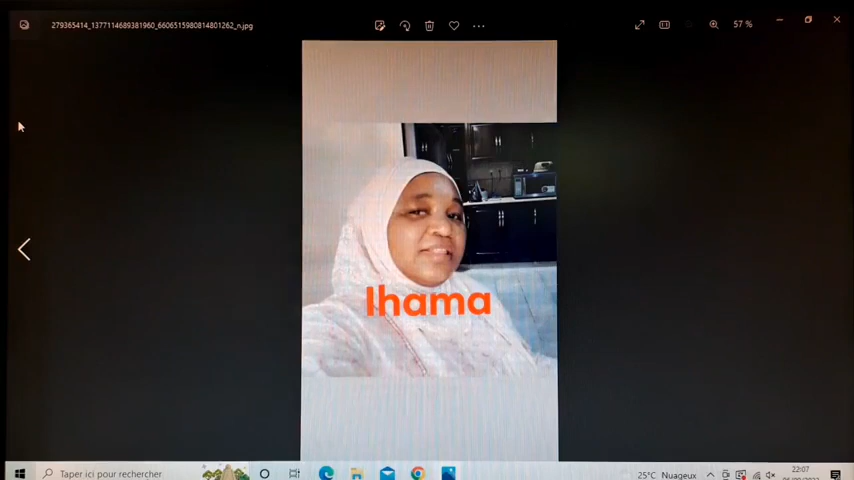 279365414_1377114689381960_6606515980814801262_n.jpg
57 %
Ihama
Taper ici pour rechercher
25°C Nuageux
22:07